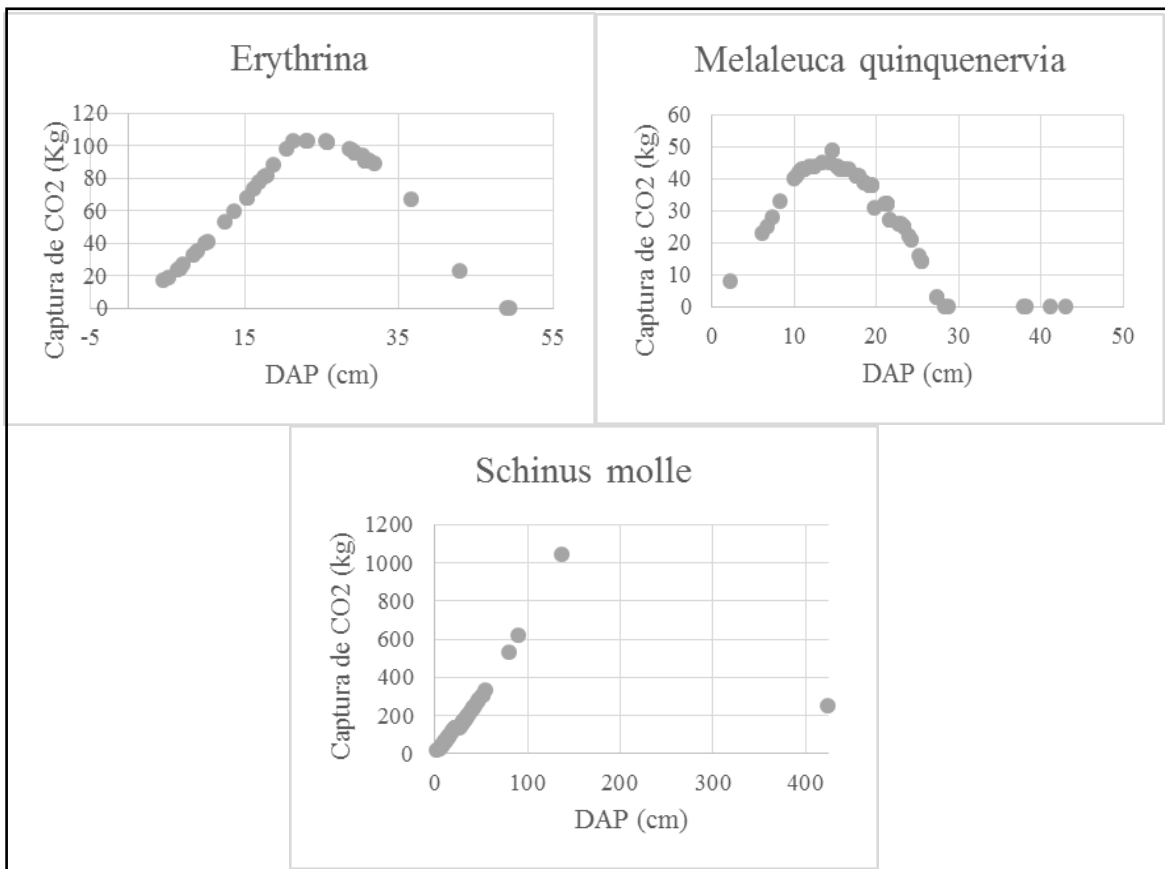 Erythrina
Captura de CO2 (Kg)
120
100
80
60
40
20
0
-5 15 35 55
DAP (cm)
Melaleuca quinquenervia
Captura de CO2 (kg)
60
50
40
30
20
10
0
0 10 20 30 40 50
DAP (cm)
Schinus molle
Captura de CO2 (kg)
1200
1000
800
600
400
200
0
0 100 200 300 400
DAP (cm)